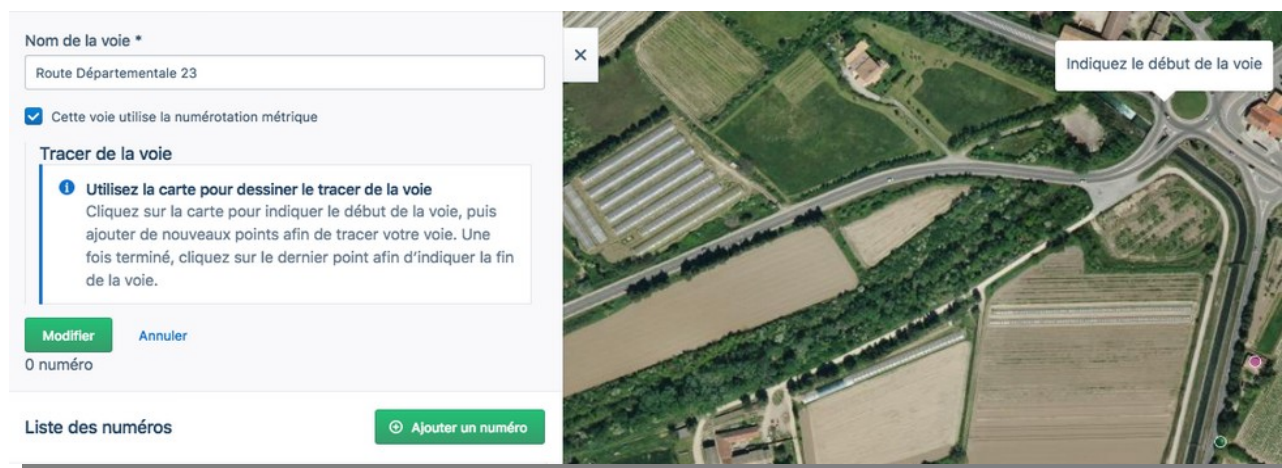 Nom de la voie *
Route Départementale 23
Cette voie utilise la numérotation métrique
Tracer de la voie
Utilisez la carte pour dessiner le tracer de la voie
Cliquez sur la carte pour indiquer le début de la voie, puis
ajouter de nouveaux points afin de tracer votre voie. Une
fois terminé, cliquez sur le dernier point afin d'indiquer la fin
de la voie.
Modifier Annuler
0 numéro
Liste des numéros
Ajouter un numéro
Indiquez le début de la voie